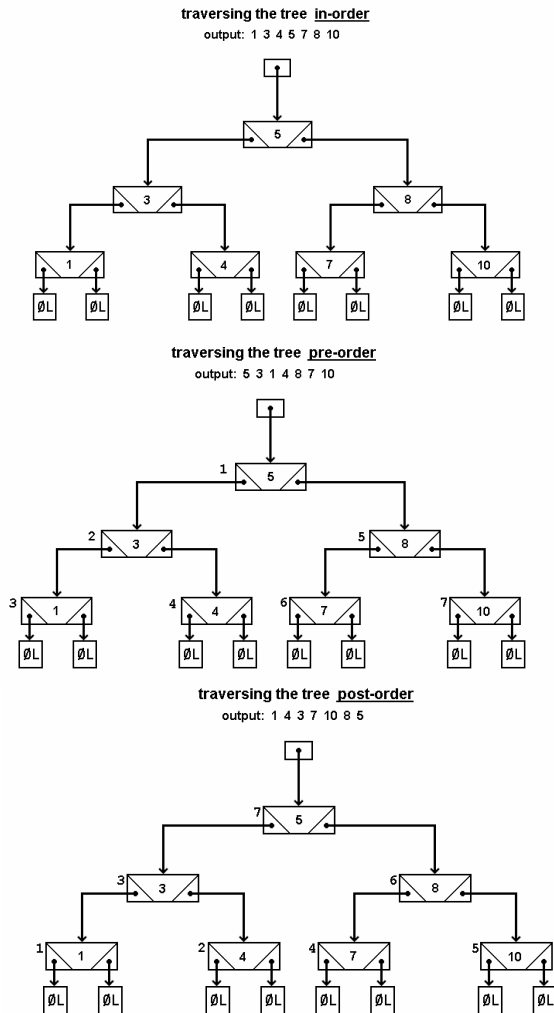 traversing the tree in-order
output: 1 3 4 5 7 8 10
5
3 8
1 4 7 10
ØL ØL ØL ØL ØL ØL ØL ØL
traversing the tree pre-order
output: 5 3 1 4 8 7 10
1 5
2 3 5 8
3 1 4 4 6 7 7 10
ØL ØL ØL ØL ØL ØL ØL ØL
traversing the tree post-order
output: 1 4 3 7 10 8 5
7 5
3 3 6 8
1 1 2 4 4 7 5 10
ØL ØL ØL ØL ØL ØL ØL ØL